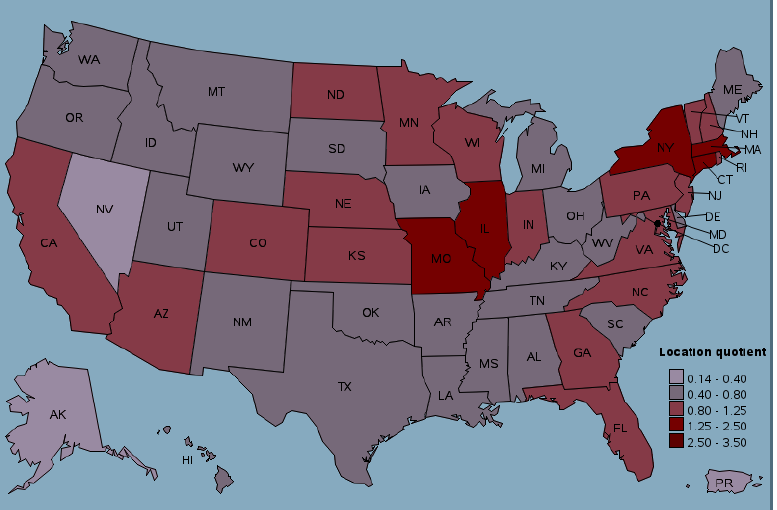 WA
MT
ND
MN
ME
VT
NH
MA
RI
CT
OR
ID
WY
SD
WI
MI
NY
NV
UT
CO
NE
IA
IL
IN
OH
PA
NJ
DE
MD
DC
CA
KS
MO
KY
WV
VA
AZ
NM
OK
AR
TN
NC
SC
TX
LA
MS
AL
GA
FL
AK
HI
PR
Location quotient
0.14 - 0.40
0.40 - 0.80
0.80 - 1.25
1.25 - 2.50
2.50 - 3.50